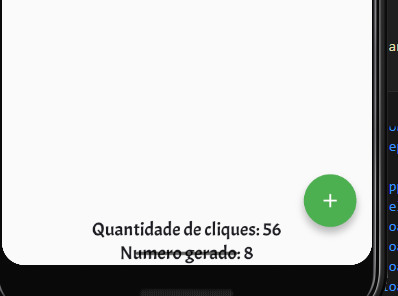 Quantidade de cliques: 56
Numero gerado: 8